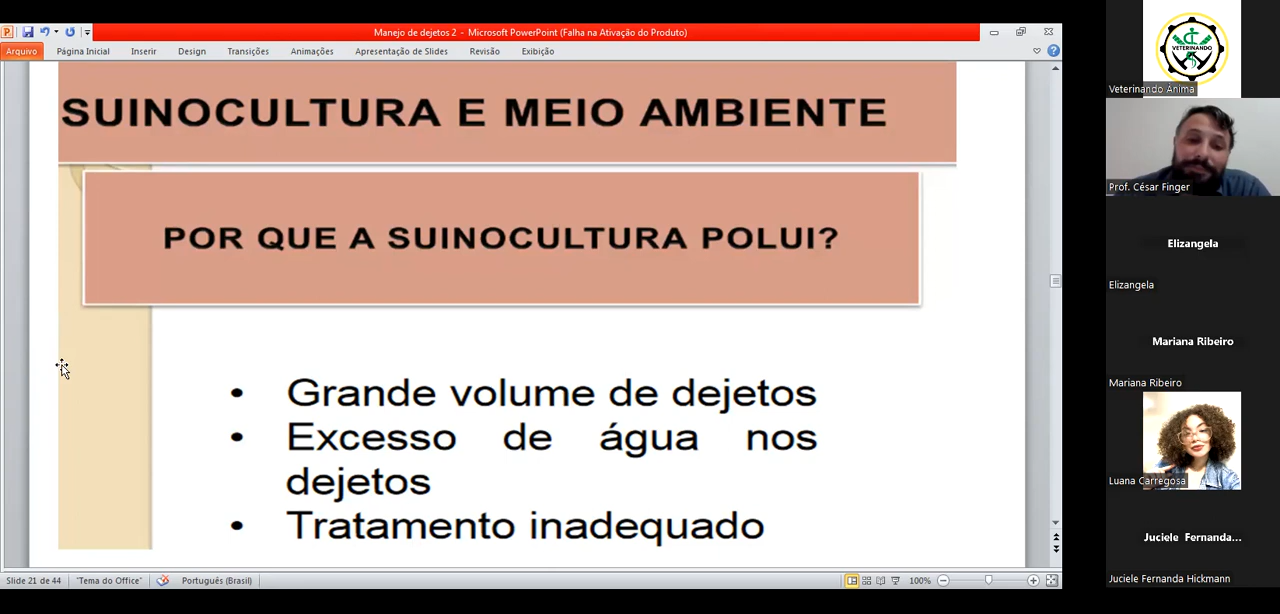 Manejo de dejetos 2 - Microsoft PowerPoint (Falha na Ativação do Produto)
Arquivo Página Inicial Inserir Design Transições Animações Apresentação de Slides Revisão Exibição
SUINOCULTURA E MEIO AMBIENTE
POR QUE A SUINOCULTURA POLUI?
• Grande volume de dejetos
• Excesso de água nos
dejetos
• Tratamento inadequado
Slide 21 de 44 "Tema do Office" Português (Brasil) 100%
VETERINANDO
Veterinando Ânima
Prof. César Finger
Elizangela
Elizangela
Mariana Ribeiro
Mariana Ribeiro
Luana Carregosa
Juciele Fernanda...
Juciele Fernanda Hickmann